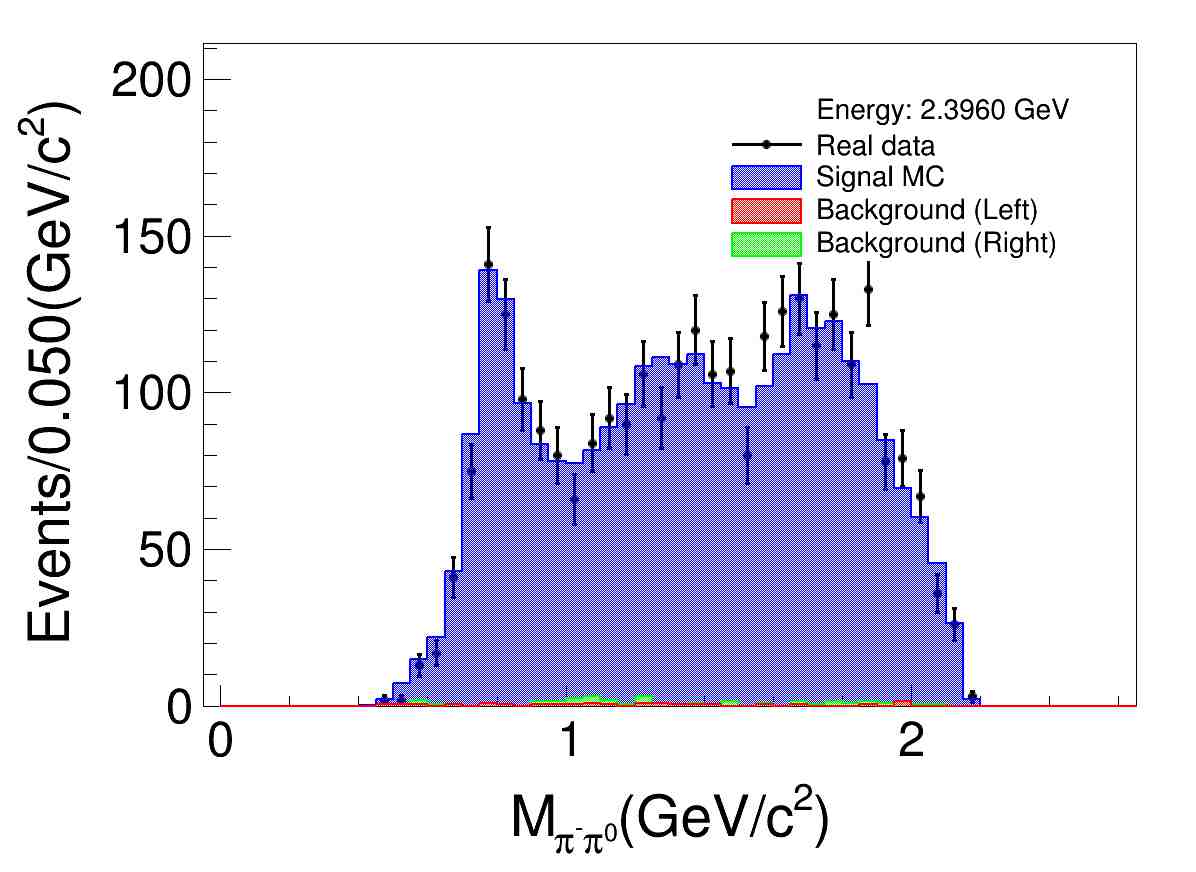 Events/0.050(GeV/c²)
200
150
100
50
0
Energy: 2.3960 GeV
Real data
Signal MC
Background (Left)
Background (Right)
0 1 2
M_π⁻π⁰(GeV/c²)